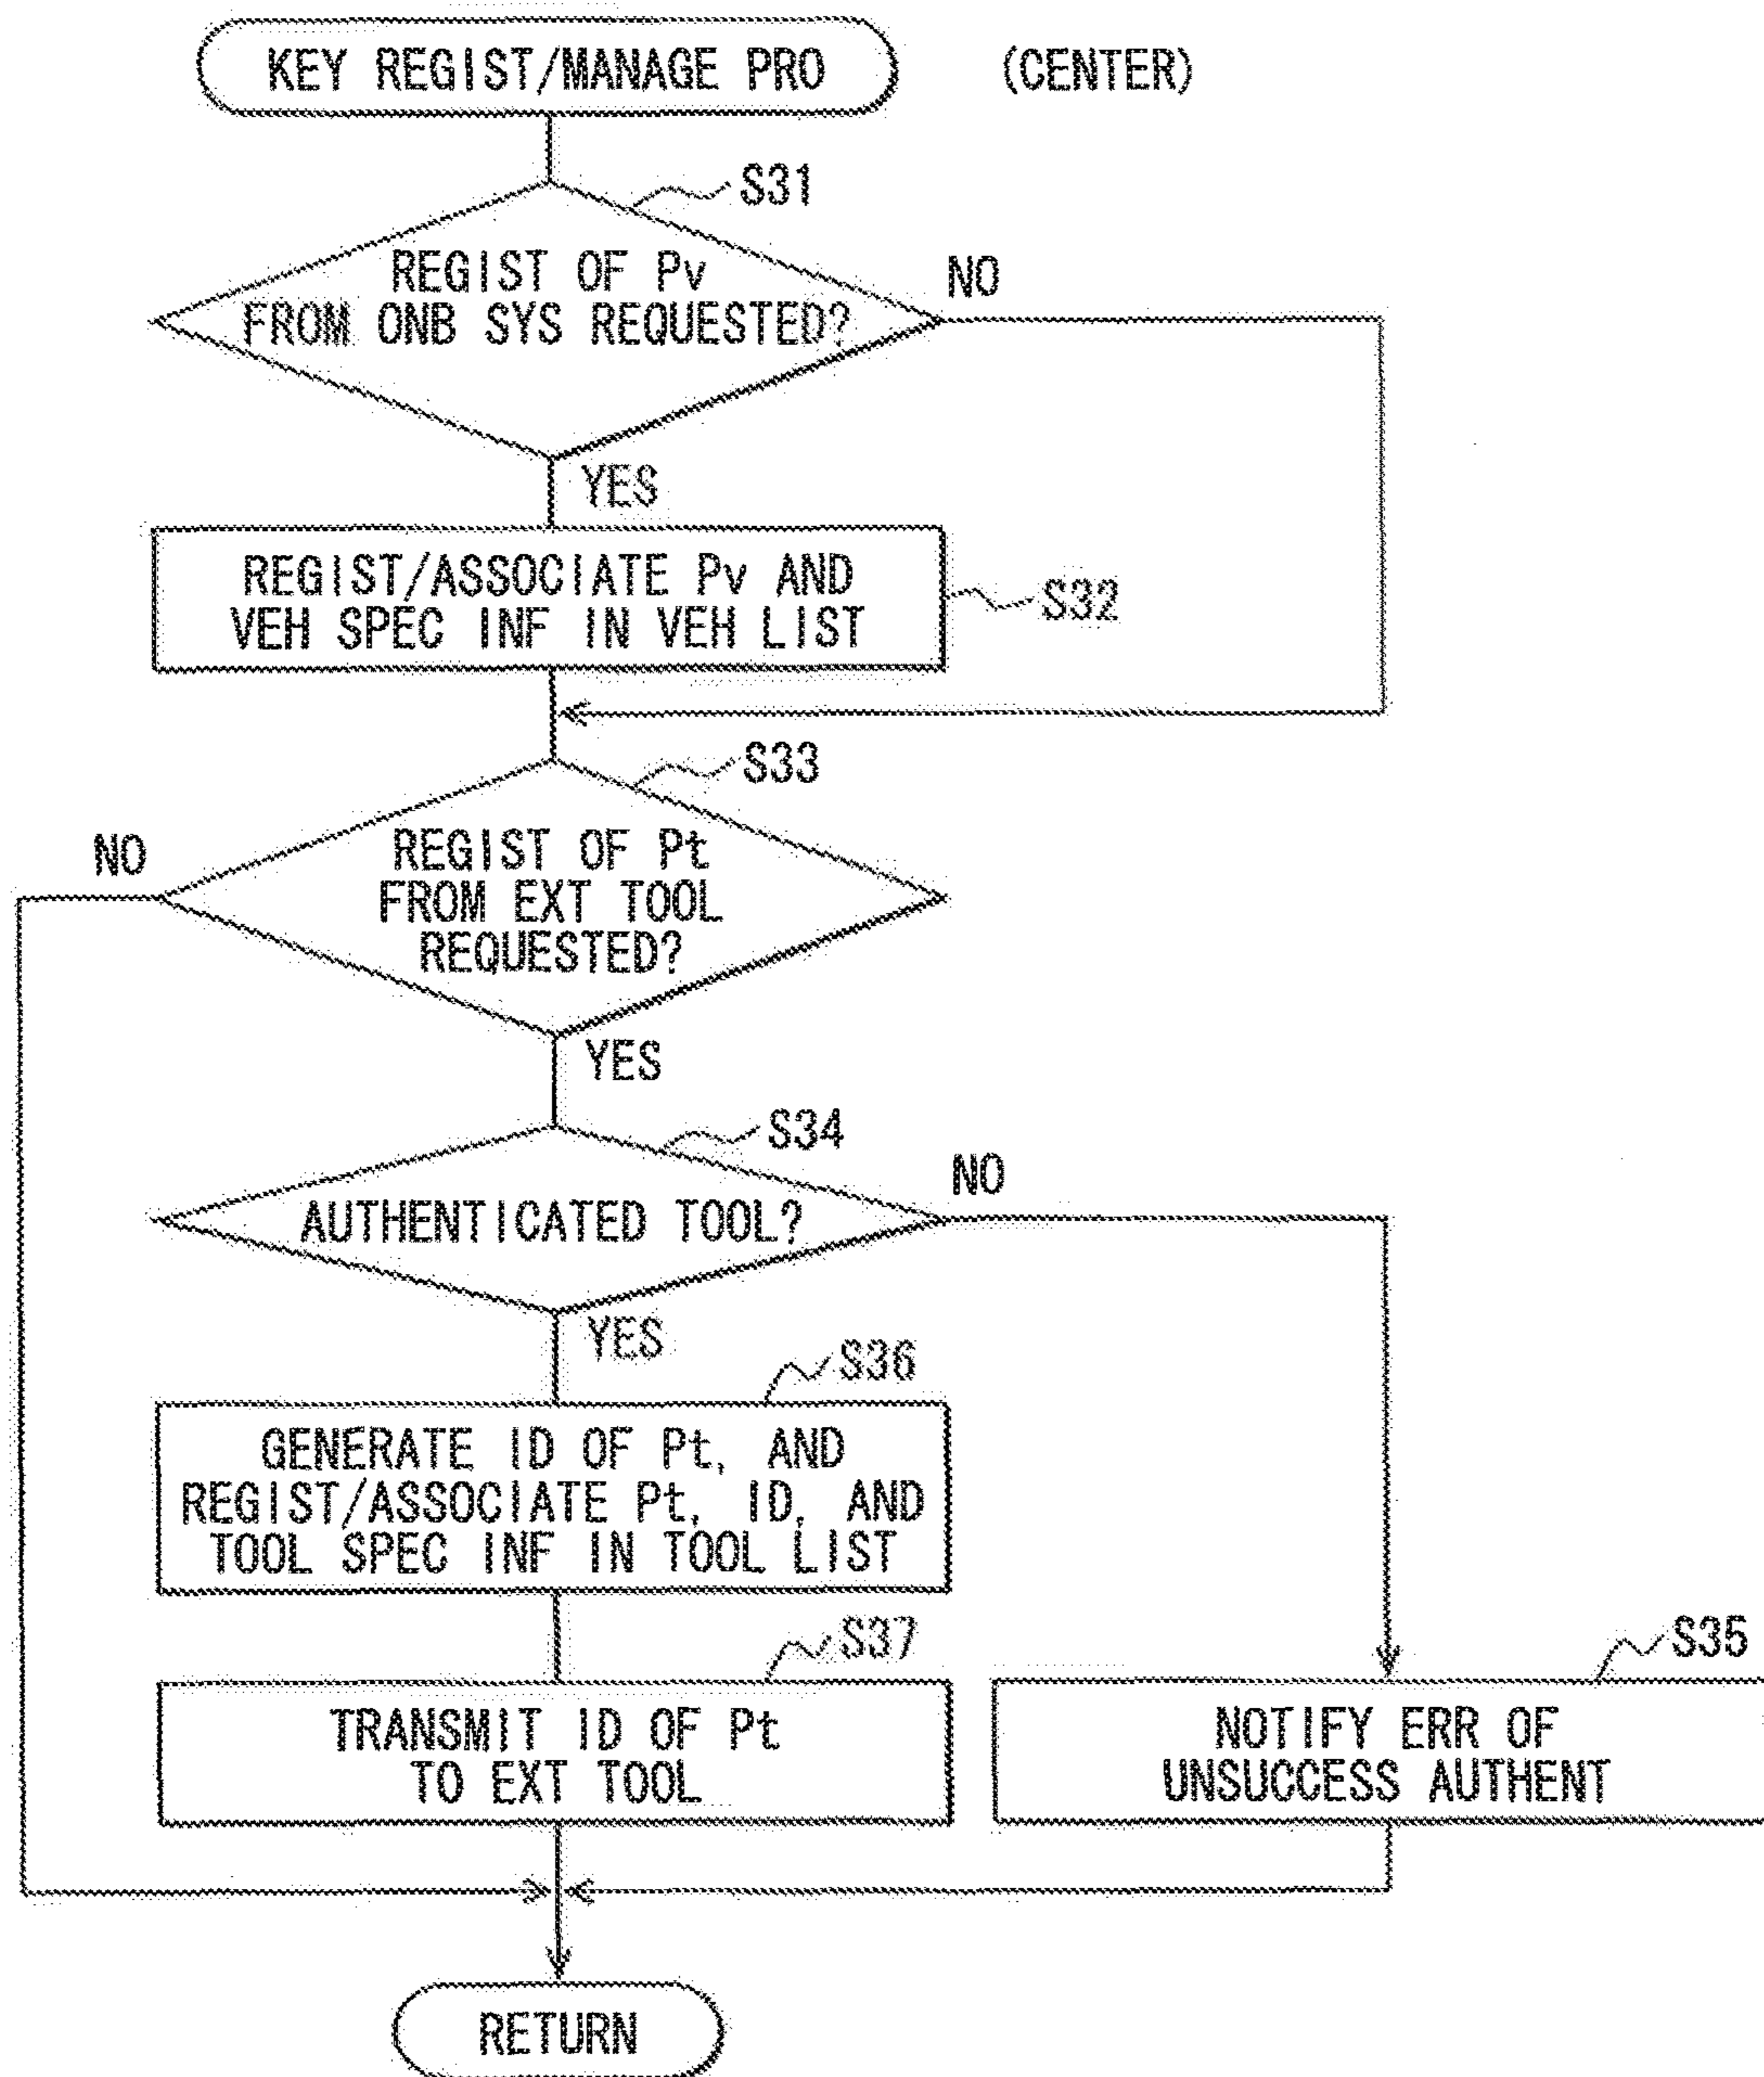 KEY REGIST/MANAGE PRO
(CENTER)
S31
REGIST OF Pv
FROM ONB SYS REQUESTED?
NO
YES
REGIST/ASSOCIATE Pv AND
VEH SPEC INF IN VEH LIST
S32
S33
NO
REGIST OF Pt
FROM EXT TOOL
REQUESTED?
YES
S34
NO
AUTHENTICATED TOOL?
YES
S36
GENERATE ID OF Pt, AND
REGIST/ASSOCIATE Pt, ID, AND
TOOL SPEC INF IN TOOL LIST
S37
S35
TRANSMIT ID OF Pt
TO EXT TOOL
NOTIFY ERR OF
UNSUCCESS AUTHENT
RETURN